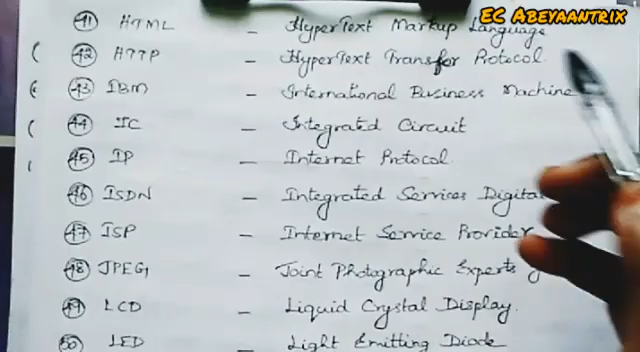 EC Abeyaantrix
41 HTML - HyperText Markup Language
42 HTTP - HyperText Transfor Protocol
43 IBM - International Business Machine
44 IC - Integrated Circuit
45 IP - Internet Protocol
46 ISDN - Integrated Services Digital
47 ISP - Internet Service Provider
48 JPEG - Joint Photographic Experts
49 LCD - Liquid Crystal Display.
50 LED - Light Emitting Diode